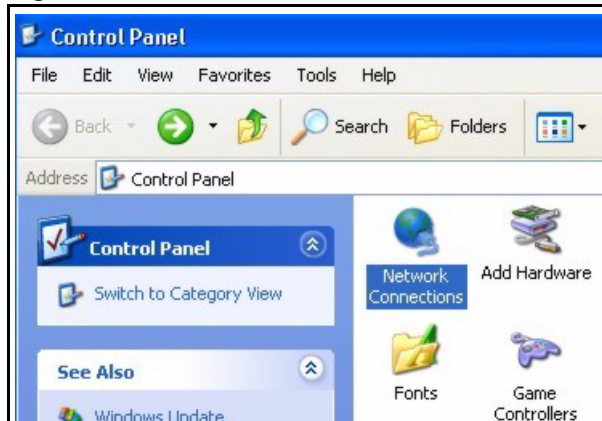 Control Panel
File Edit View Favorites Tools Help
Back Search Folders
Address Control Panel
Control Panel
Switch to Category View
See Also
Windows Update
Network Connections
Add Hardware
Fonts
Game Controllers